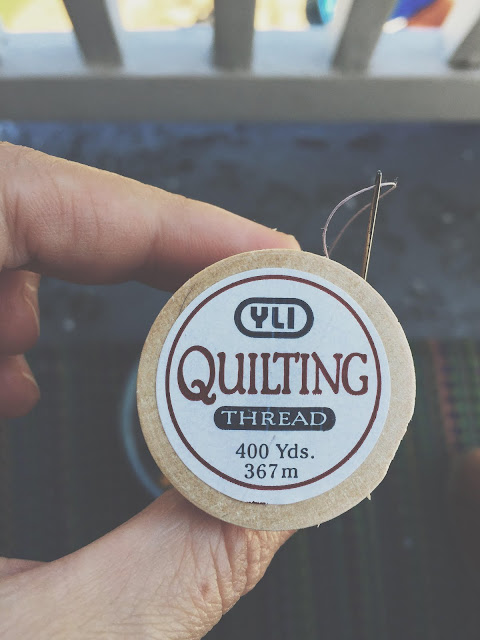 YLI
QUILTING
THREAD
400 Yds.
367m